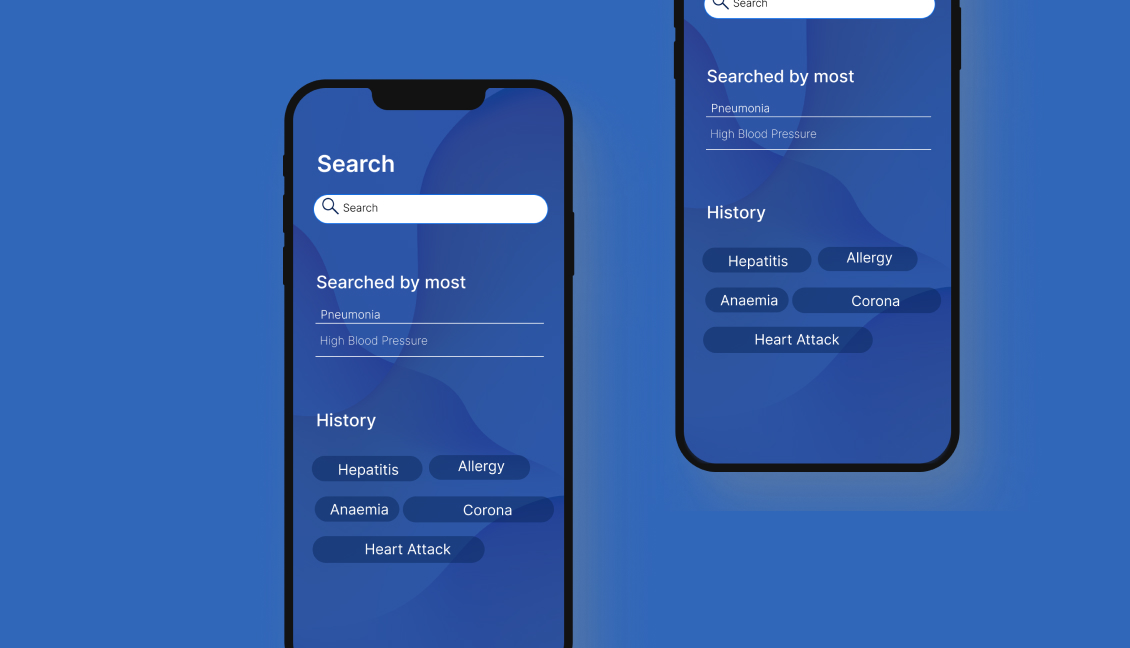 Search
Search
Searched by most
Pneumonia
High Blood Pressure
History
Hepatitis Allergy
Anaemia Corona
Heart Attack
Search
Searched by most
Pneumonia
High Blood Pressure
History
Hepatitis Allergy
Anaemia Corona
Heart Attack